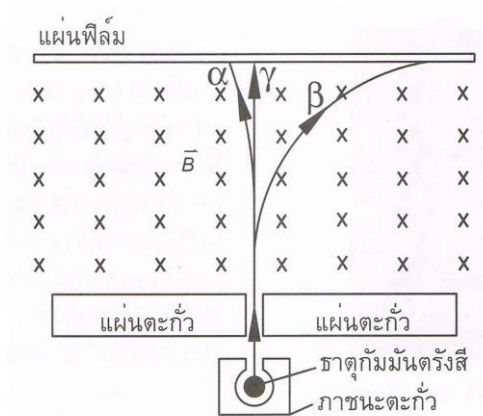 แผ่นฟิล์ม
α γ β
x x x x x x x x
x x x x x x x x
B
x x x x x x x x
x x x x x x x x
x x x x x x x x
แผ่นตะกั่ว แผ่นตะกั่ว
ธาตุกัมมันตรังสี
ภาชนะตะกั่ว